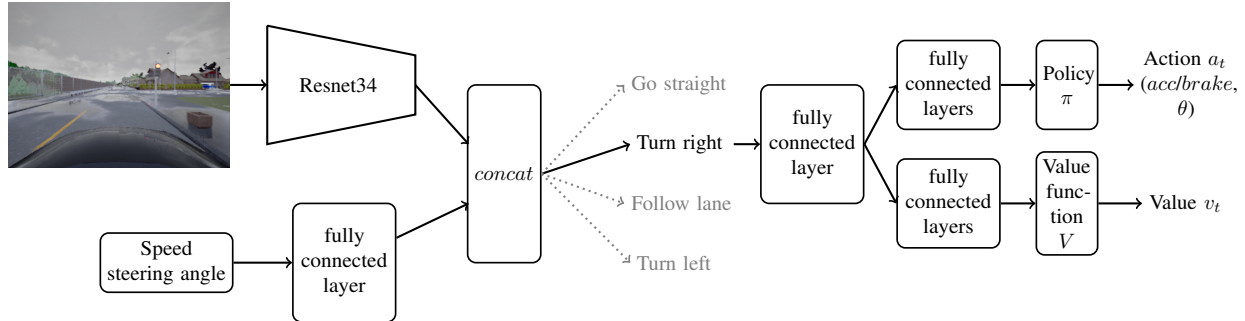 Resnet34
Speed
steering angle
fully
connected
layer
concat
Go straight
Turn right
Follow lane
Turn left
fully
connected
layer
fully
connected
layers
Policy
π
Action a_t
(acc/brake,
θ)
fully
connected
layers
Value
func-
tion
V
Value v_t